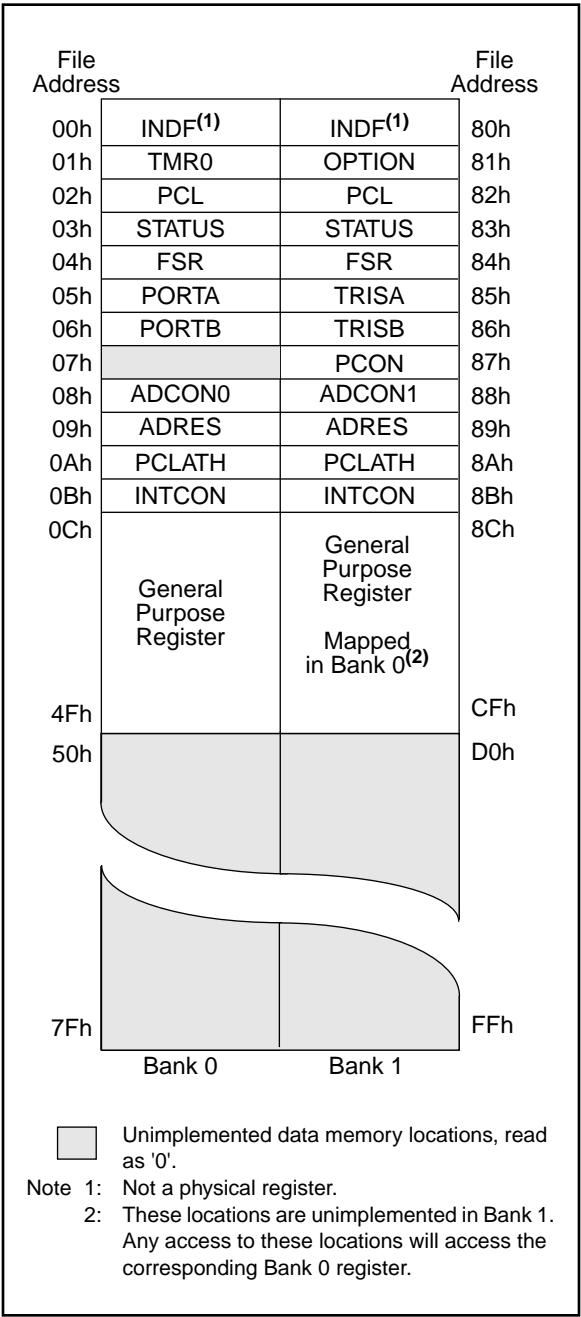 File Address File Address
00h INDF(1) INDF(1) 80h
01h TMR0 OPTION 81h
02h PCL PCL 82h
03h STATUS STATUS 83h
04h FSR FSR 84h
05h PORTA TRISA 85h
06h PORTB TRISB 86h
07h PCON 87h
08h ADCON0 ADCON1 88h
09h ADRES ADRES 89h
0Ah PCLATH PCLATH 8Ah
0Bh INTCON INTCON 8Bh
0Ch 8Ch
General
Purpose
Register
General
Purpose
Register
Mapped
in Bank 0(2)
4Fh CFh
50h D0h
7Fh FFh
Bank 0 Bank 1
Unimplemented data memory locations, read
as '0'.
Note 1: Not a physical register.
2: These locations are unimplemented in Bank 1.
Any access to these locations will access the
corresponding Bank 0 register.